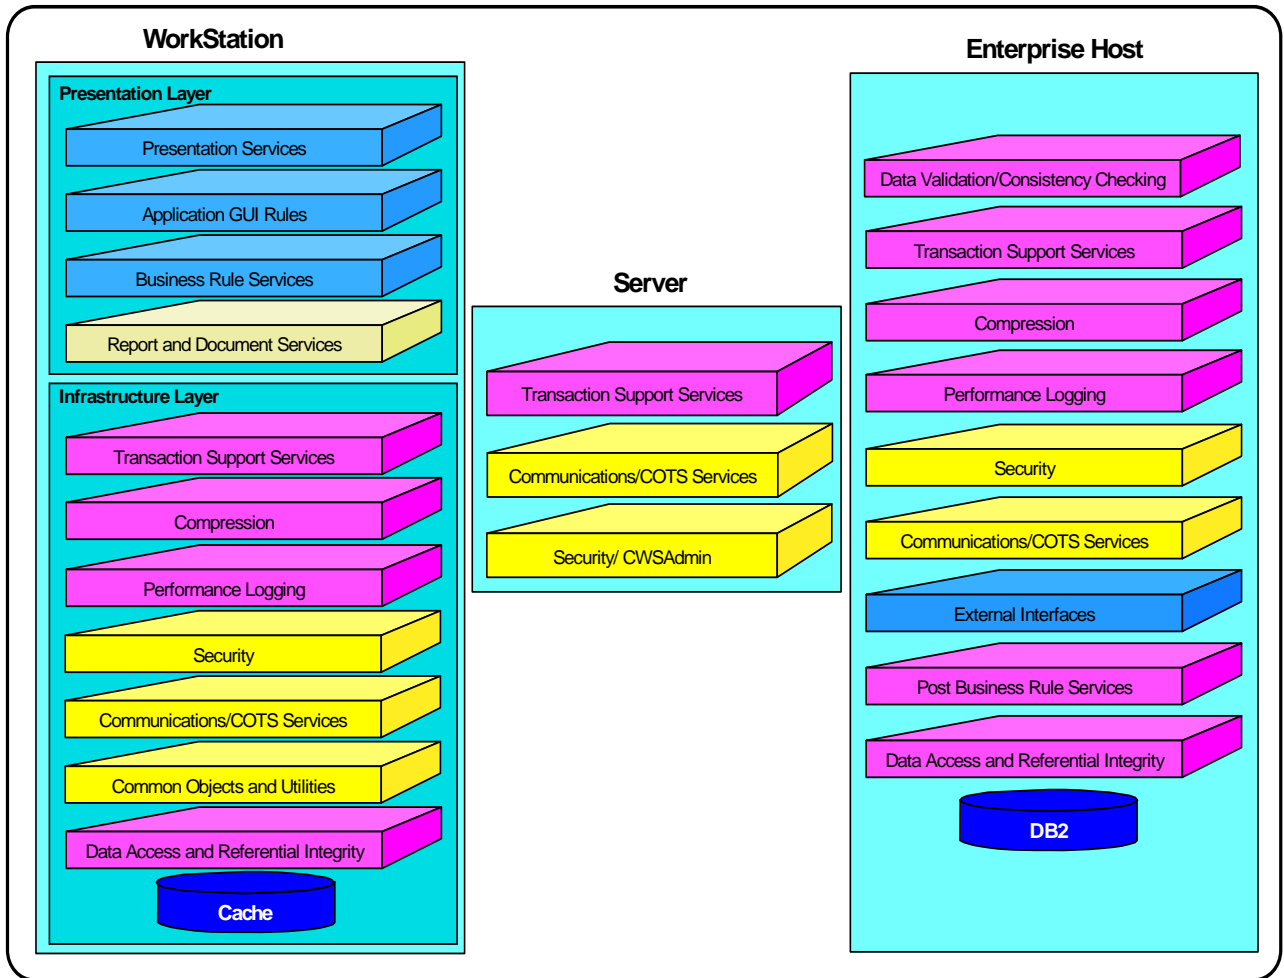 WorkStation
Presentation Layer
Presentation Services
Application GUI Rules
Business Rule Services
Report and Document Services
Infrastructure Layer
Transaction Support Services
Compression
Performance Logging
Security
Communications/COTS Services
Common Objects and Utilities
Data Access and Referential Integrity
Cache
Server
Transaction Support Services
Communications/COTS Services
Security/ CWSAdmin
Enterprise Host
Data Validation/Consistency Checking
Transaction Support Services
Compression
Performance Logging
Security
Communications/COTS Services
External Interfaces
Post Business Rule Services
Data Access and Referential Integrity
DB2